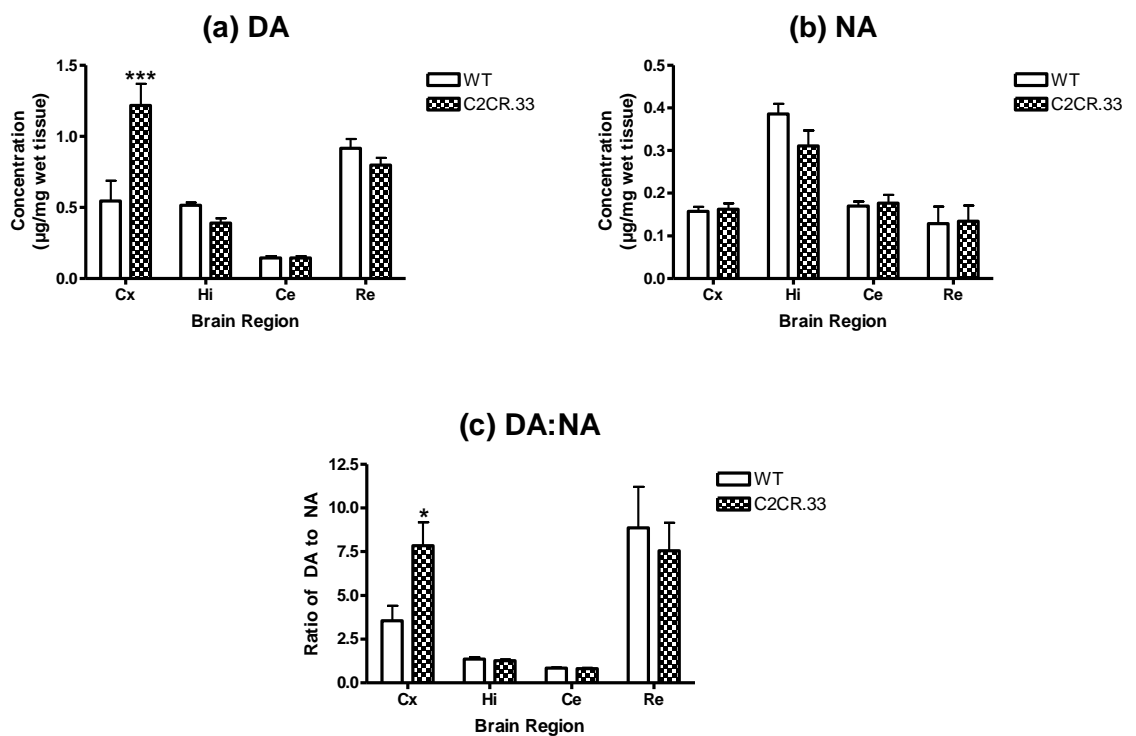 (a) DA
Concentration
(µg/mg wet tissue)
1.5
1.0
0.5
0.0
***
WT
C2CR.33
Cx Hi Ce Re
Brain Region
(b) NA
Concentration
(µg/mg wet tissue)
0.5
0.4
0.3
0.2
0.1
0.0
WT
C2CR.33
Cx Hi Ce Re
Brain Region
(c) DA:NA
Ratio of DA to NA
12.5
10.0
7.5
5.0
2.5
0.0
*
WT
C2CR.33
Cx Hi Ce Re
Brain Region